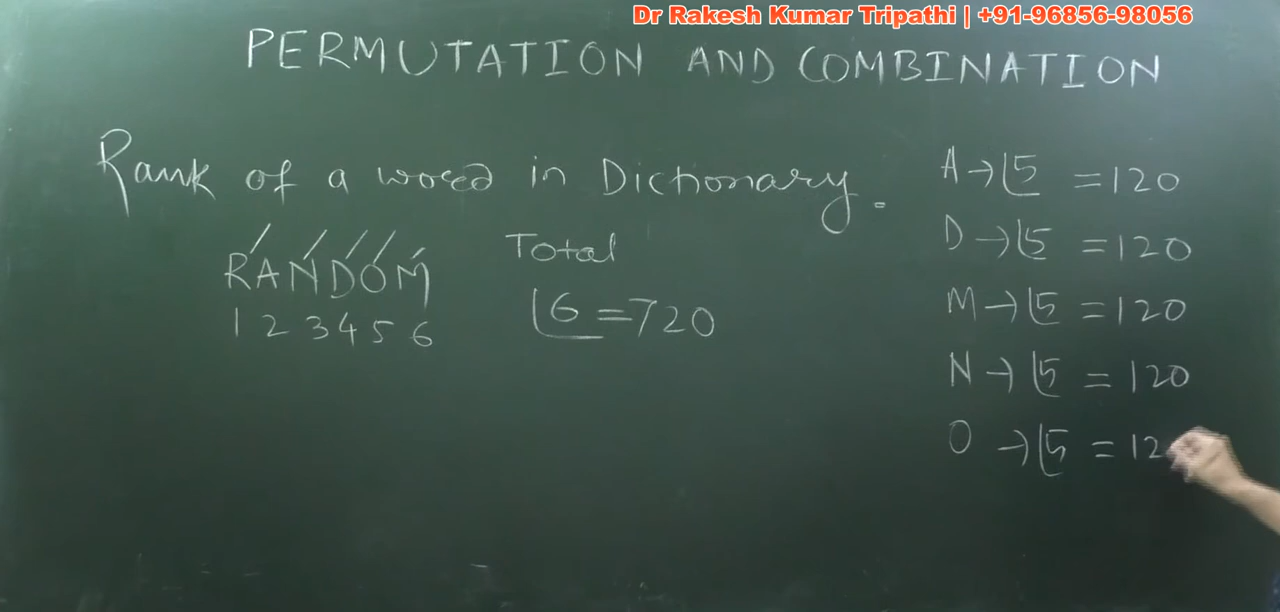 Dr Rakesh Kumar Tripathi | +91-96856-98056
PERMUTATION AND COMBINATION
Rank of a word in Dictionary.
RANDOM
1 2 3 4 5 6
Total
⌊6 = 720
A → ⌊5 = 120
D → ⌊5 = 120
M → ⌊5 = 120
N → ⌊5 = 120
O → ⌊5 = 12